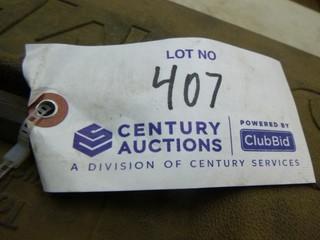 LOT NO
407
CENTURY AUCTIONS
POWERED BY
ClubBid
A DIVISION OF CENTURY SERVICES